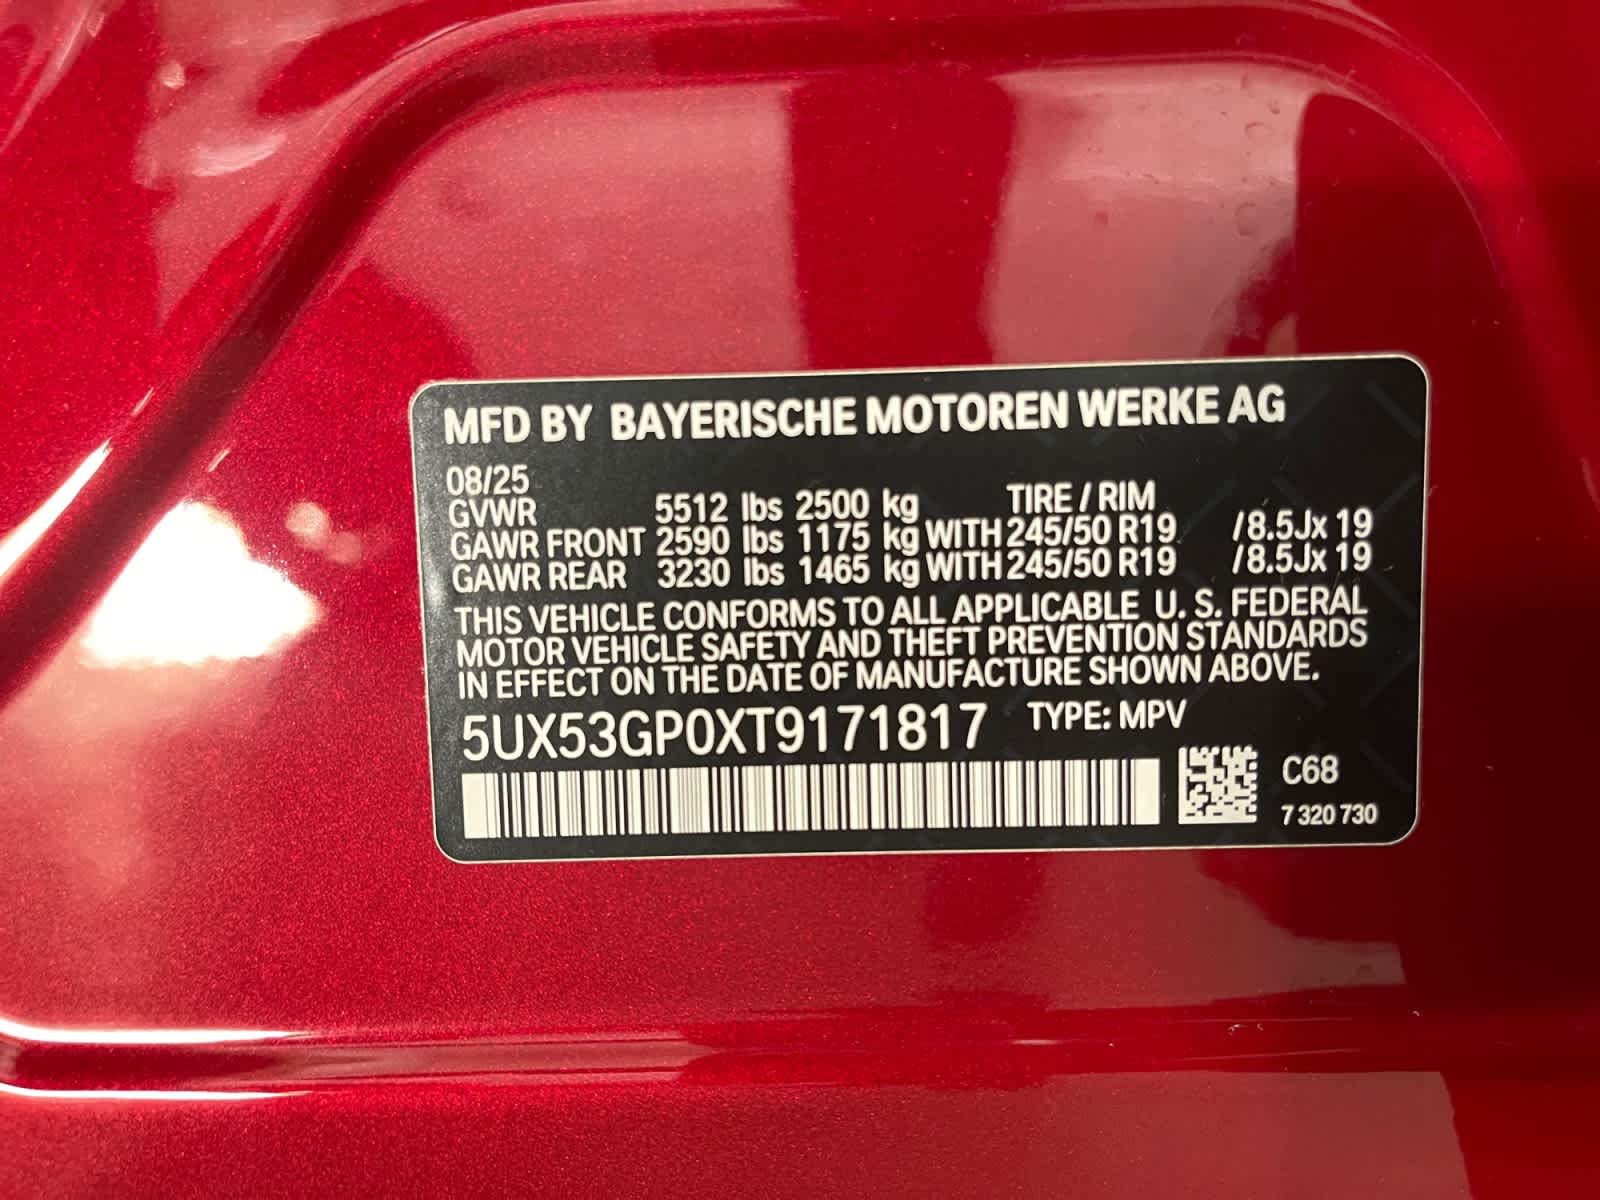 MFD BY BAYERISCHE MOTOREN WERKE AG
08/25
GVWR 5512 lbs 2500 kg TIRE / RIM
GAWR FRONT 2590 lbs 1175 kg WITH 245/50 R19 /8.5Jx 19
GAWR REAR 3230 lbs 1465 kg WITH 245/50 R19 /8.5Jx 19
THIS VEHICLE CONFORMS TO ALL APPLICABLE U. S. FEDERAL
MOTOR VEHICLE SAFETY AND THEFT PREVENTION STANDARDS
IN EFFECT ON THE DATE OF MANUFACTURE SHOWN ABOVE.
5UX53GP0XT9171817 TYPE: MPV
C68
7 320 730